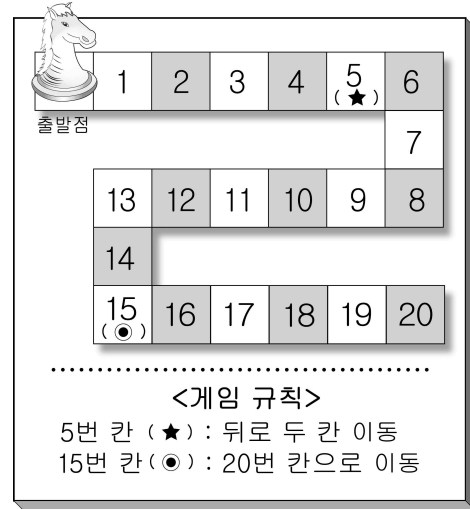 1 2 3 4 5 6
(★)
출발점
7
13 12 11 10 9 8
14
15 16 17 18 19 20
(◉)
<게임 규칙>
5번 칸 (★) : 뒤로 두 칸 이동
15번 칸(◉) : 20번 칸으로 이동